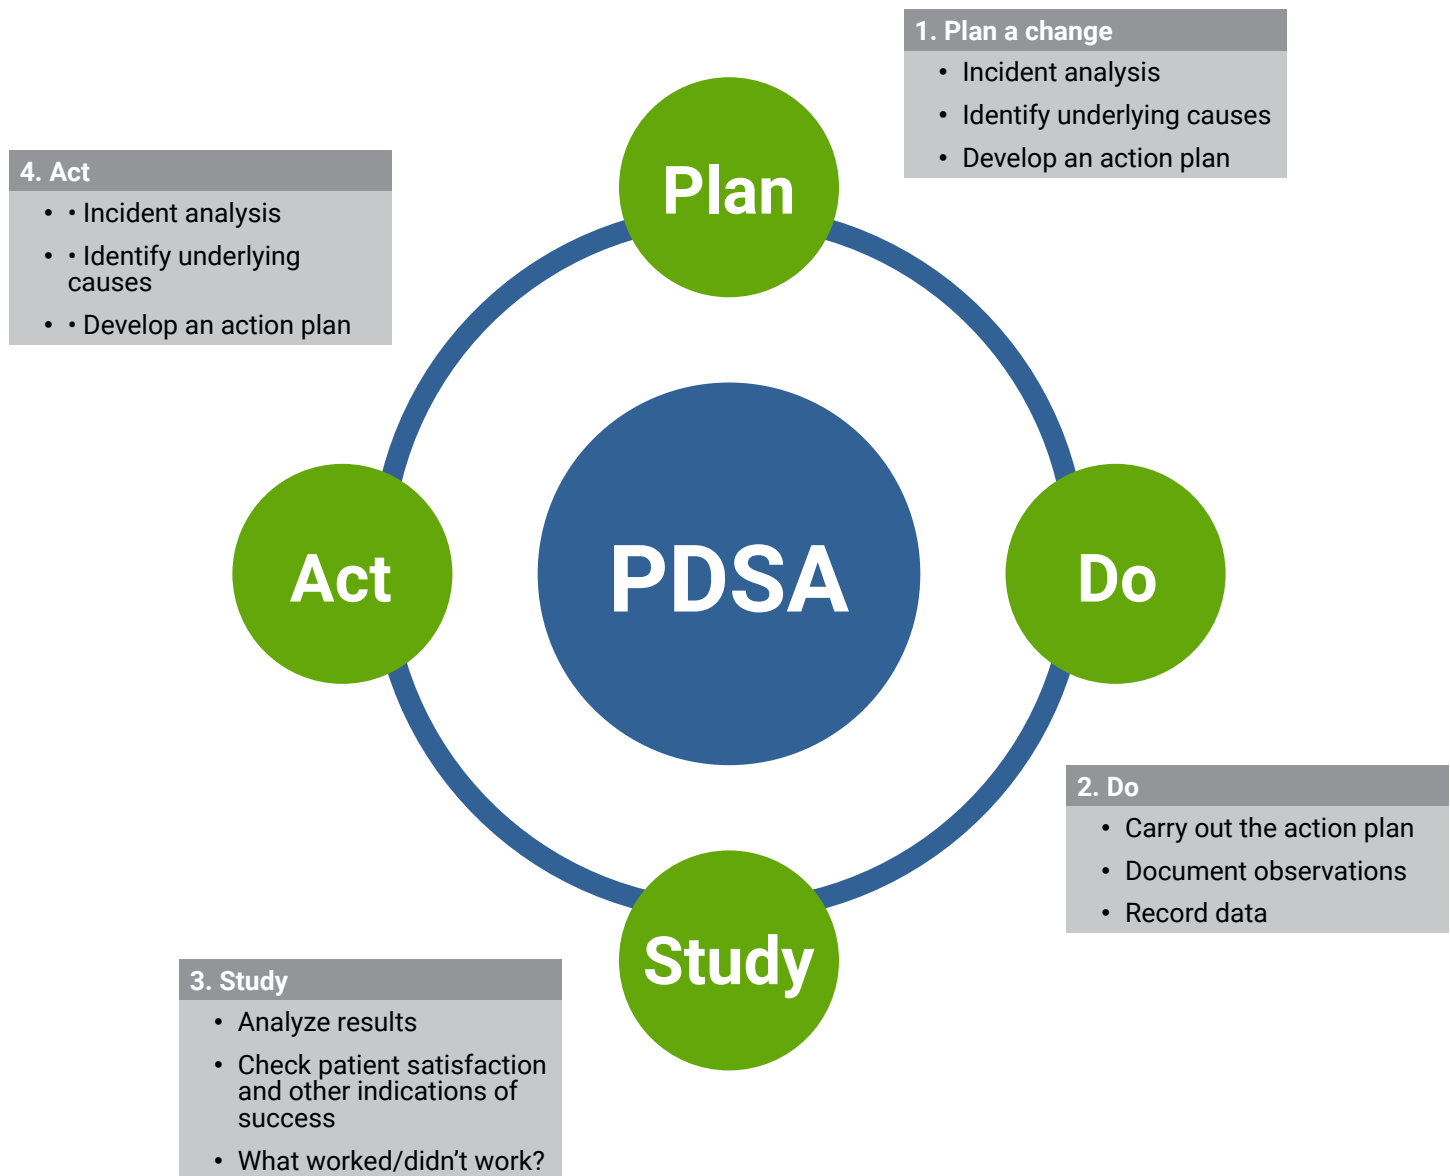 1. Plan a change
• Incident analysis
• Identify underlying causes
• Develop an action plan
4. Act
• • Incident analysis
• • Identify underlying
causes
• • Develop an action plan
Plan
Act
PDSA
Do
2. Do
• Carry out the action plan
• Document observations
• Record data
Study
3. Study
• Analyze results
• Check patient satisfaction
and other indications of
success
• What worked/didn't work?